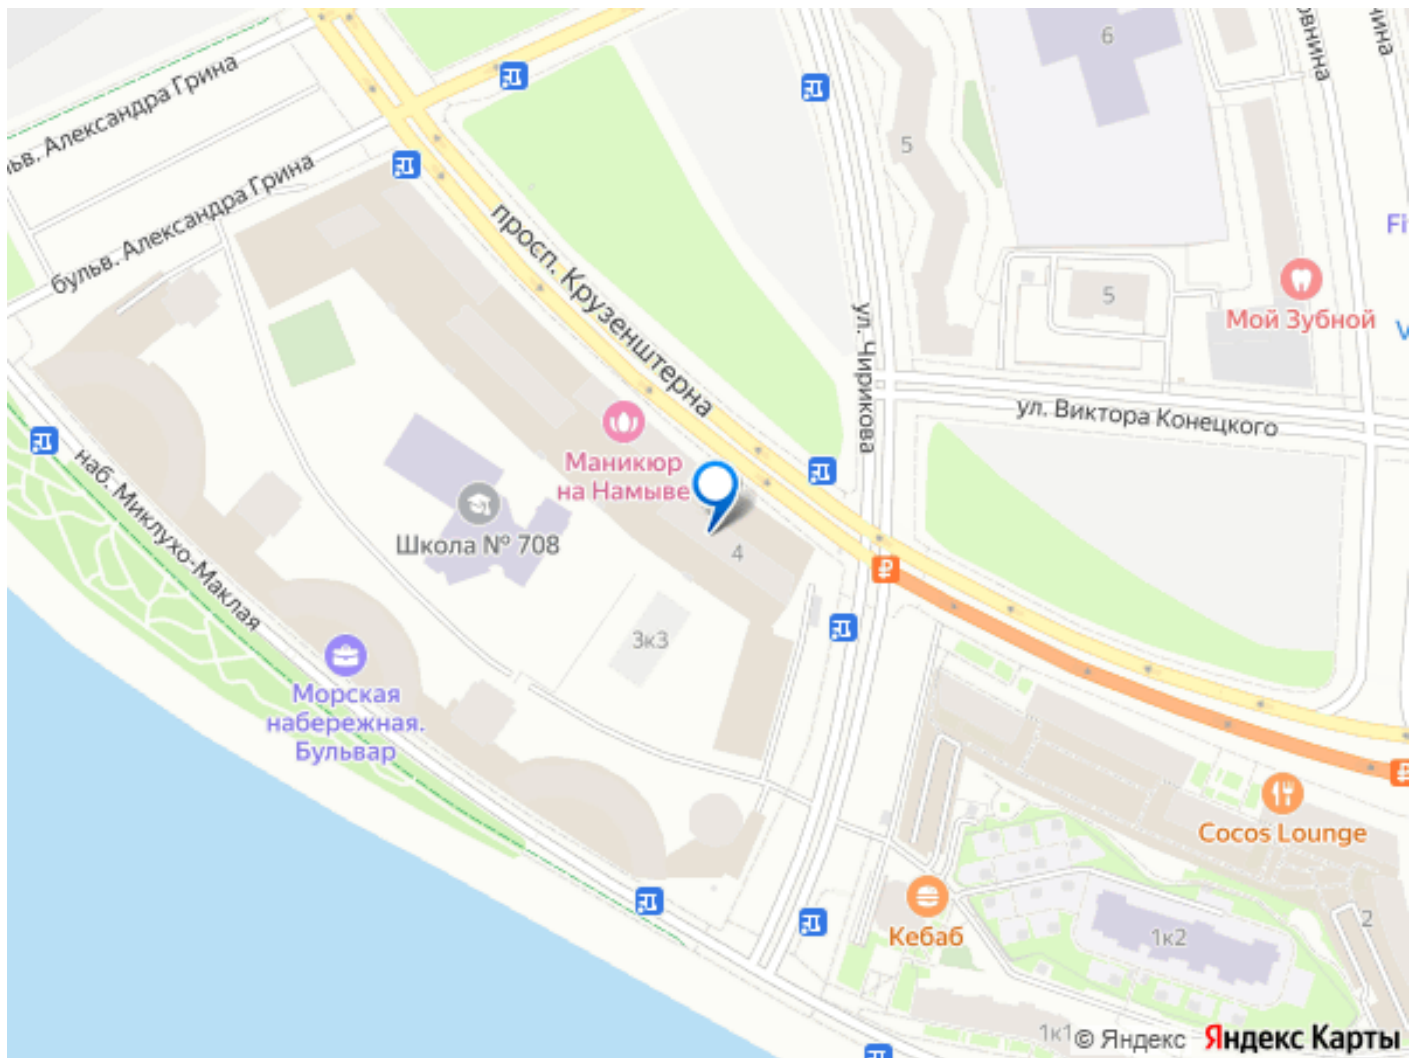 бульв. Александра Грина
6
5
бульв. Александра Грина
просп. Крузенштерна
ул. Чирикова
5
Мой Зубной
ул. Виктора Конецкого
Маникюр
на Намыве
наб. Миклухо-Маклая
Школа № 708
4
3к3
Морская
набережная.
Бульвар
Cocos Lounge
Кебаб
1к2
2
1к1
© Яндекс
Яндекс Карты